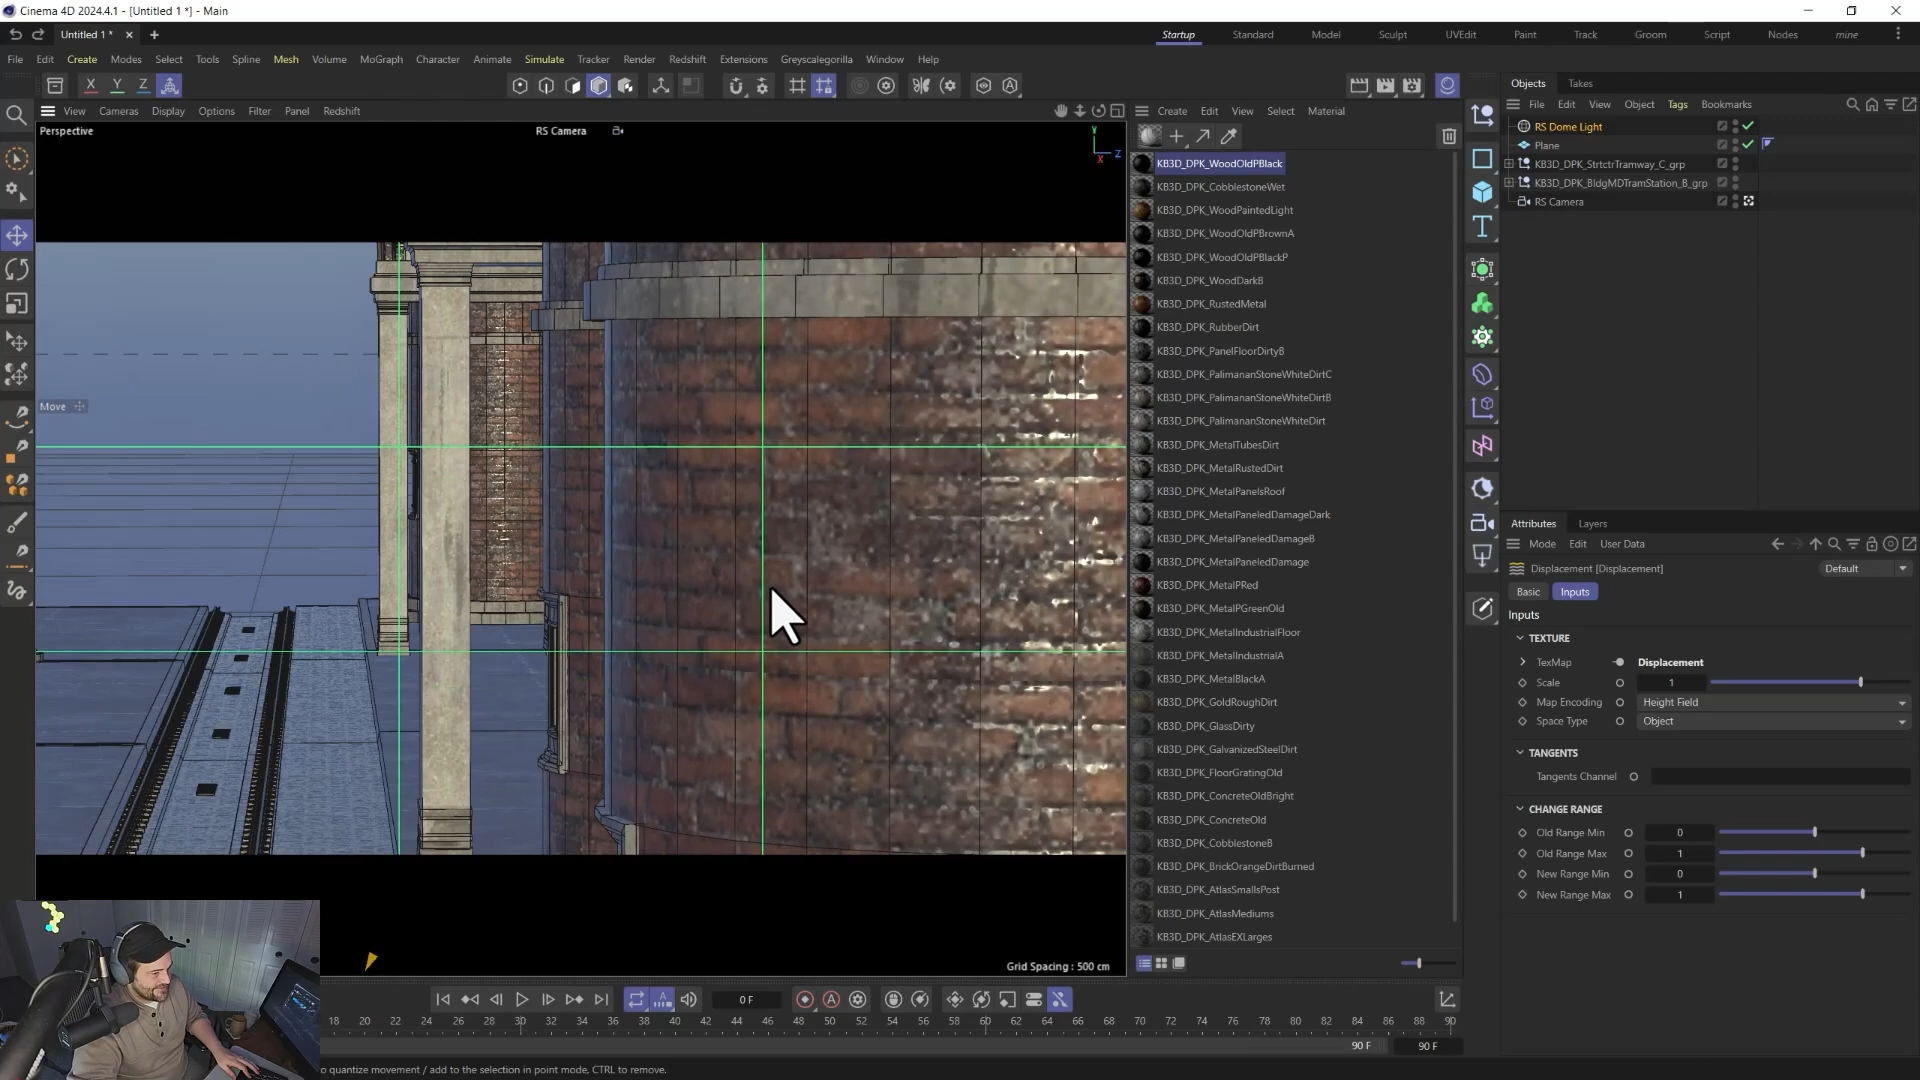 Cinema 4D 2024.4.1 - [Untitled 1 *] - Main
Untitled 1 *
Startup Standard Model Sculpt UVEdit Paint Track Groom Script Nodes mine
File Edit Create Modes Select Tools Spline Mesh Volume MoGraph Character Animate Simulate Tracker Render Redshift Extensions Greyscalegorilla Window Help
X Y Z
View Cameras Display Options Filter Panel Redshift
Perspective
RS Camera
Y
Z
X
Move
Grid Spacing : 500 cm
Create Edit View Select Material
KB3D_DPK_WoodOldPBlack
KB3D_DPK_CobblestoneWet
KB3D_DPK_WoodPaintedLight
KB3D_DPK_WoodOldPBrownA
KB3D_DPK_WoodOldPBlackP
KB3D_DPK_WoodDarkB
KB3D_DPK_RustedMetal
KB3D_DPK_RubberDirt
KB3D_DPK_PanelFloorDirtyB
KB3D_DPK_PalimananStoneWhiteDirtC
KB3D_DPK_PalimananStoneWhiteDirtB
KB3D_DPK_PalimananStoneWhiteDirt
KB3D_DPK_MetalTubesDirt
KB3D_DPK_MetalRustedDirt
KB3D_DPK_MetalPanelsRoof
KB3D_DPK_MetalPaneledDamageDark
KB3D_DPK_MetalPaneledDamageB
KB3D_DPK_MetalPaneledDamage
KB3D_DPK_MetalPRed
KB3D_DPK_MetalPGreenOld
KB3D_DPK_MetalIndustrialFloor
KB3D_DPK_MetalIndustrialA
KB3D_DPK_MetalBlackA
KB3D_DPK_GoldRoughDirt
KB3D_DPK_GlassDirty
KB3D_DPK_GalvanizedSteelDirt
KB3D_DPK_FloorGratingOld
KB3D_DPK_ConcreteOldBright
KB3D_DPK_ConcreteOld
KB3D_DPK_CobblestoneB
KB3D_DPK_BrickOrangeDirtBurned
KB3D_DPK_AtlasSmallsPost
KB3D_DPK_AtlasMediums
KB3D_DPK_AtlasEXLarges
Objects Takes
File Edit View Object Tags Bookmarks
RS Dome Light
Plane
KB3D_DPK_StrtctrTramway_C_grp
KB3D_DPK_BldgMDTramStation_B_grp
RS Camera
Attributes Layers
Mode Edit User Data
Displacement [Displacement] Default
Basic Inputs
Inputs
TEXTURE
TexMap Displacement
Scale 1
Map Encoding Height Field
Space Type Object
TANGENTS
Tangents Channel
CHANGE RANGE
Old Range Min 0
Old Range Max 1
New Range Min 0
New Range Max 1
0 F
18 20 22 24 26 28 30 32 34 36 38 40 42 44 46 48 50 52 54 56 58 60 62 64 66 68 70 72 74 76 78 80 82 84 86 88 90
90 F 90 F
o quantize movement / add to the selection in point mode, CTRL to remove.